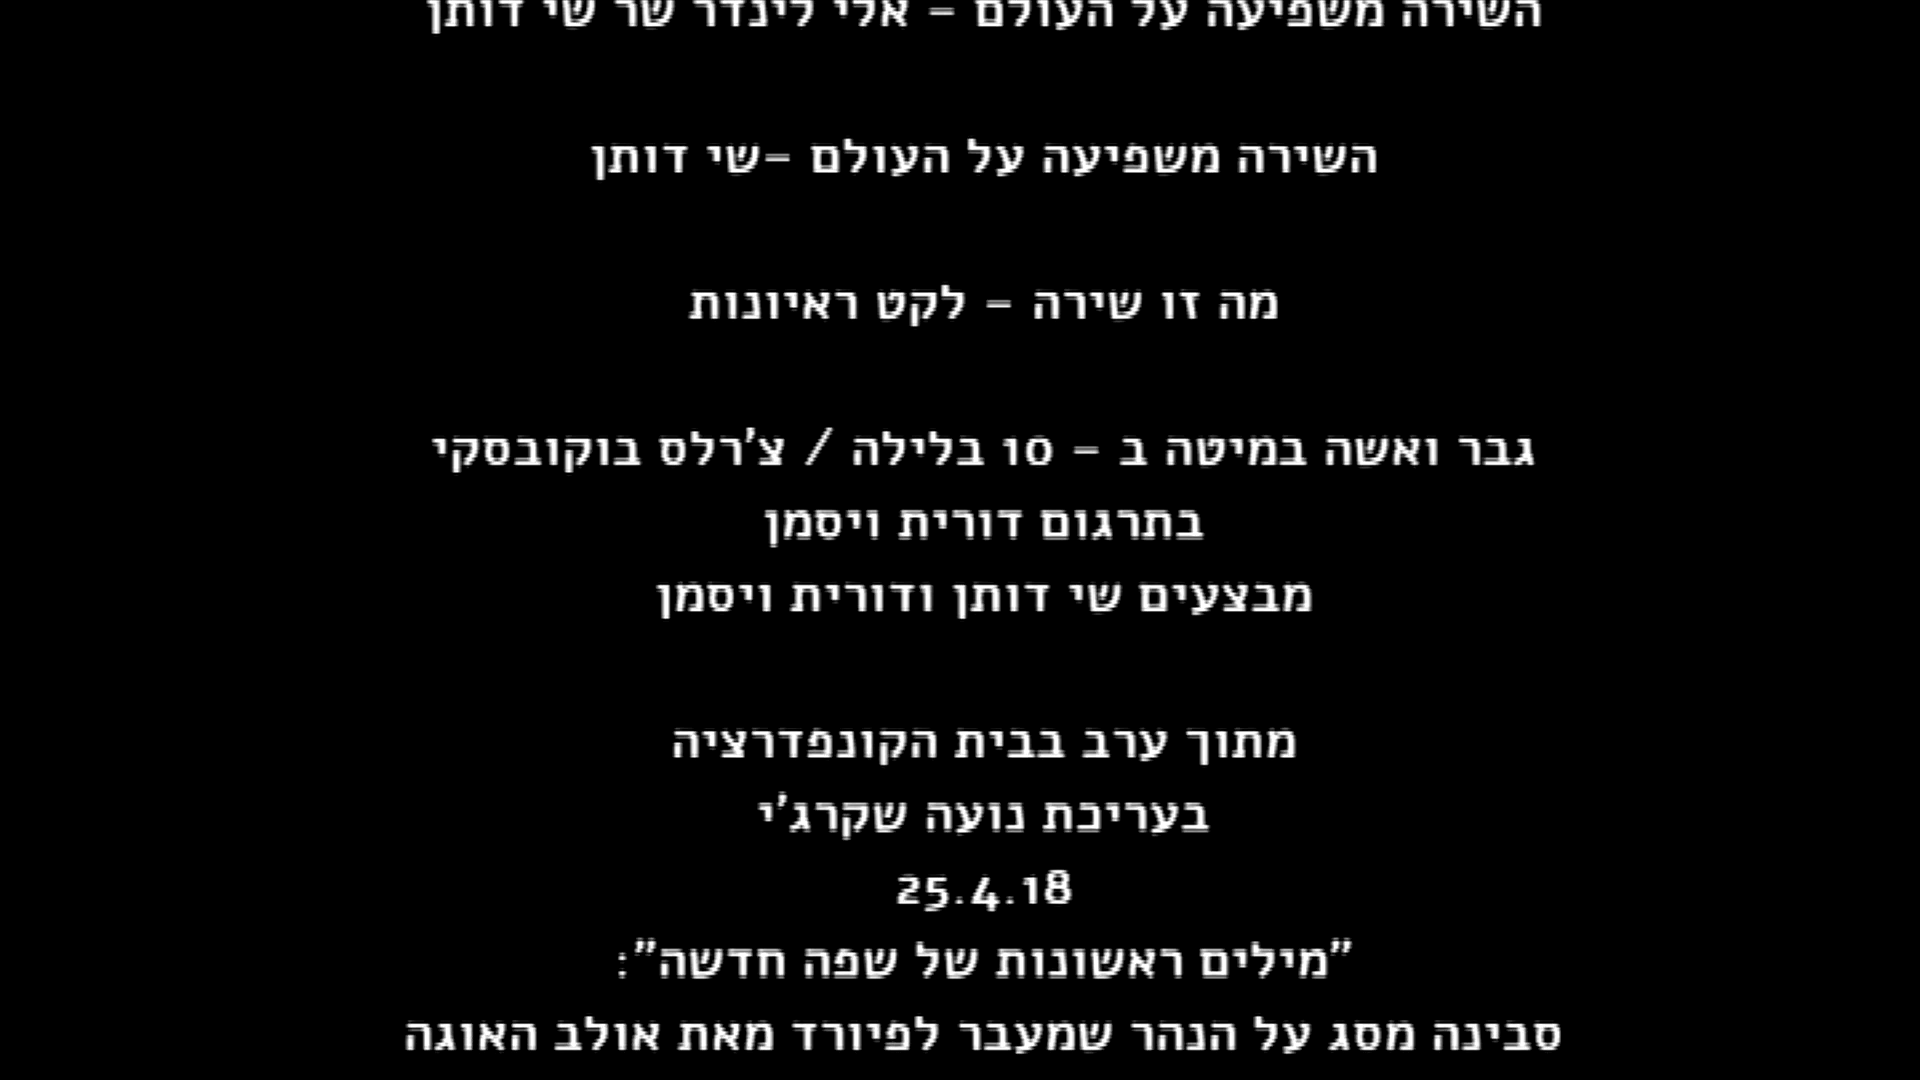 השירה משפיעה על העולם - אלי לינדר שר שי דותן
השירה משפיעה על העולם -שי דותן
מה זו שירה - לקט ראיונות
גבר ואשה במיטה ב - 10 בלילה / צ'רלס בוקובסקי
בתרגום דורית ויסמן
מבצעים שי דותן ודורית ויסמן
מתוך ערב בבית הקונפדרציה
בעריכת נועה שקרג'י
25.4.18
"מילים ראשונות של שפה חדשה":
סבינה מסג על הנהר שמעבר לפיורד מאת אולב האוגה